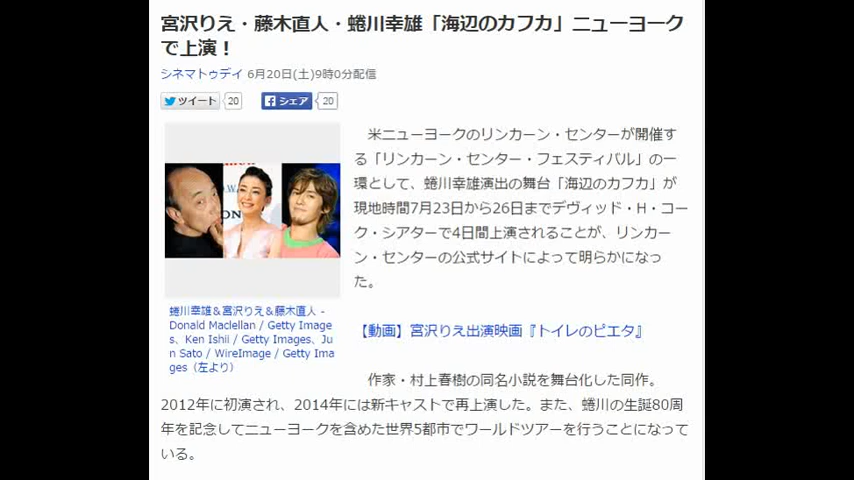 宮沢りえ・藤木直人・蜷川幸雄「海辺のカフカ」ニューヨーク
で上演！
シネマトゥデイ 6月20日(土)9時0分配信
ツイート 20 シェア 20
米ニューヨークのリンカーン・センターが開催す
る「リンカーン・センター・フェスティバル」の一
環として、蜷川幸雄演出の舞台「海辺のカフカ」が
現地時間7月23日から26日までデヴィッド・H・コー
ク・シアターで4日間上演されることが、リンカー
ン・センターの公式サイトによって明らかになっ
た。
蜷川幸雄＆宮沢りえ＆藤木直人 -
Donald Maclellan / Getty Image
s、Ken Ishii / Getty Images、Ju
n Sato / WireImage / Getty Ima
ges（左より）
【動画】宮沢りえ出演映画『トイレのピエタ』
作家・村上春樹の同名小説を舞台化した同作。
2012年に初演され、2014年には新キャストで再上演した。また、蜷川の生誕80周
年を記念してニューヨークを含めた世界5都市でワールドツアーを行うことになって
いる。